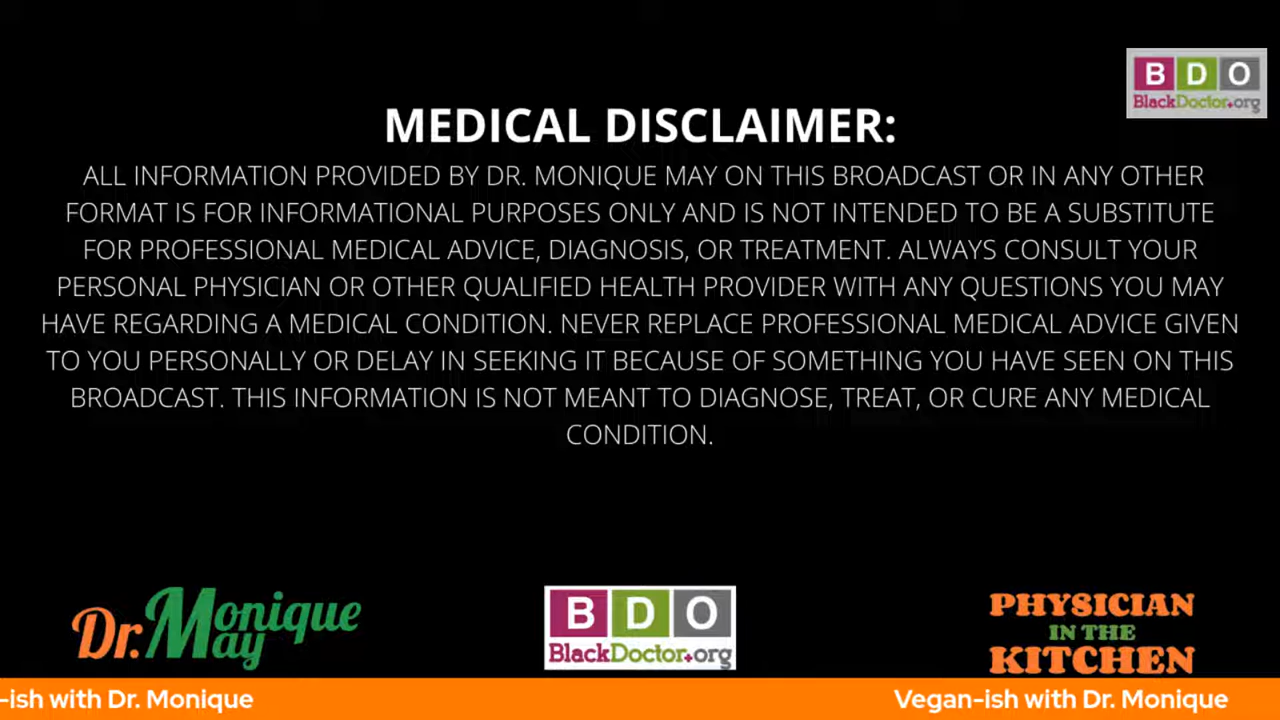 B D O
BlackDoctor.org
MEDICAL DISCLAIMER:
ALL INFORMATION PROVIDED BY DR. MONIQUE MAY ON THIS BROADCAST OR IN ANY OTHER
FORMAT IS FOR INFORMATIONAL PURPOSES ONLY AND IS NOT INTENDED TO BE A SUBSTITUTE
FOR PROFESSIONAL MEDICAL ADVICE, DIAGNOSIS, OR TREATMENT. ALWAYS CONSULT YOUR
PERSONAL PHYSICIAN OR OTHER QUALIFIED HEALTH PROVIDER WITH ANY QUESTIONS YOU MAY
HAVE REGARDING A MEDICAL CONDITION. NEVER REPLACE PROFESSIONAL MEDICAL ADVICE GIVEN
TO YOU PERSONALLY OR DELAY IN SEEKING IT BECAUSE OF SOMETHING YOU HAVE SEEN ON THIS
BROADCAST. THIS INFORMATION IS NOT MEANT TO DIAGNOSE, TREAT, OR CURE ANY MEDICAL
CONDITION.
Dr. Monique
May
B D O
BlackDoctor.org
PHYSICIAN
IN THE
KITCHEN
-ish with Dr. Monique
Vegan-ish with Dr. Monique